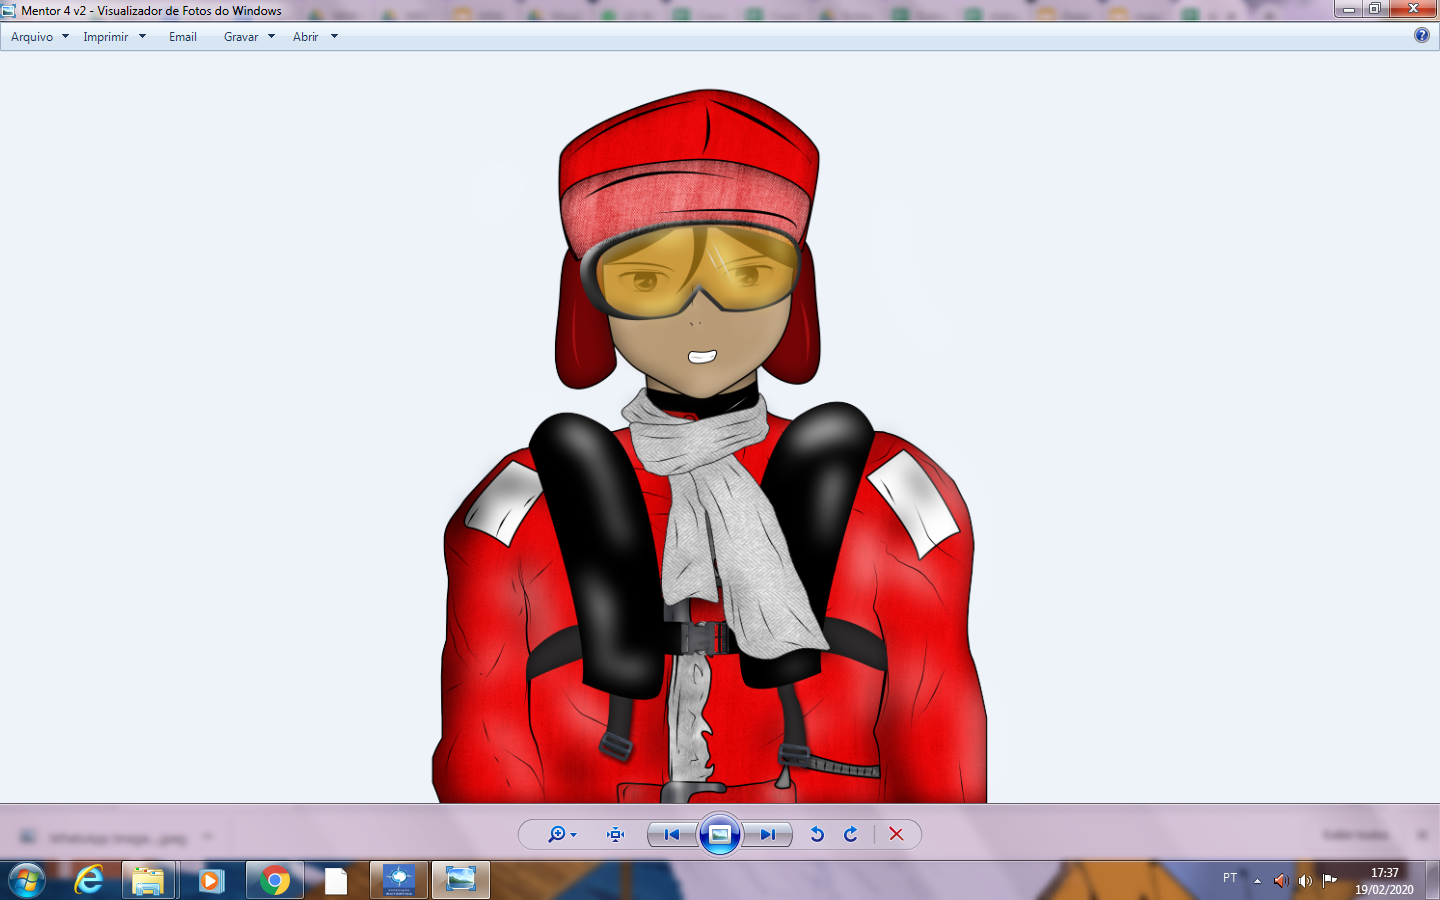 Mentor 4 v2 - Visualizador de Fotos do Windows
Arquivo Imprimir Email Gravar Abrir
PT
17:37
19/02/2020